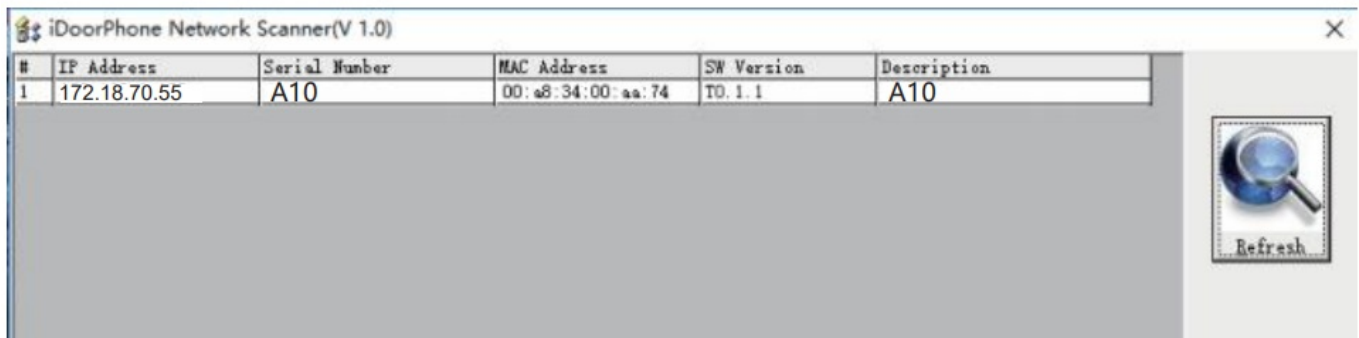 iDoorPhone Network Scanner(V 1.0)
# IP Address Serial Number MAC Address SW Version Description
1 172.18.70.55 A10 00:a8:34:00:aa:74 T0.1.1 A10
Refresh